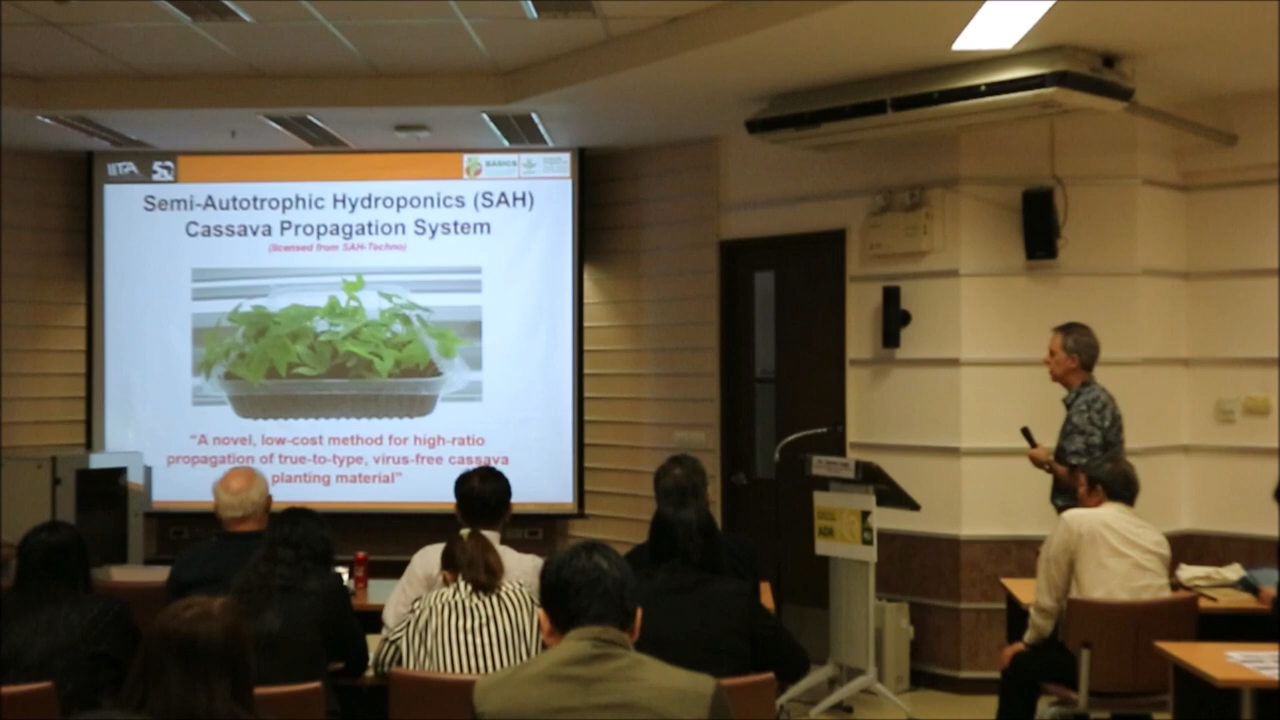 IITA 50
BASICS
Semi-Autotrophic Hydroponics (SAH)
Cassava Propagation System
(licensed from SAH-Techno)
“A novel, low-cost method for high-ratio
propagation of true-to-type, virus-free cassava
planting material”